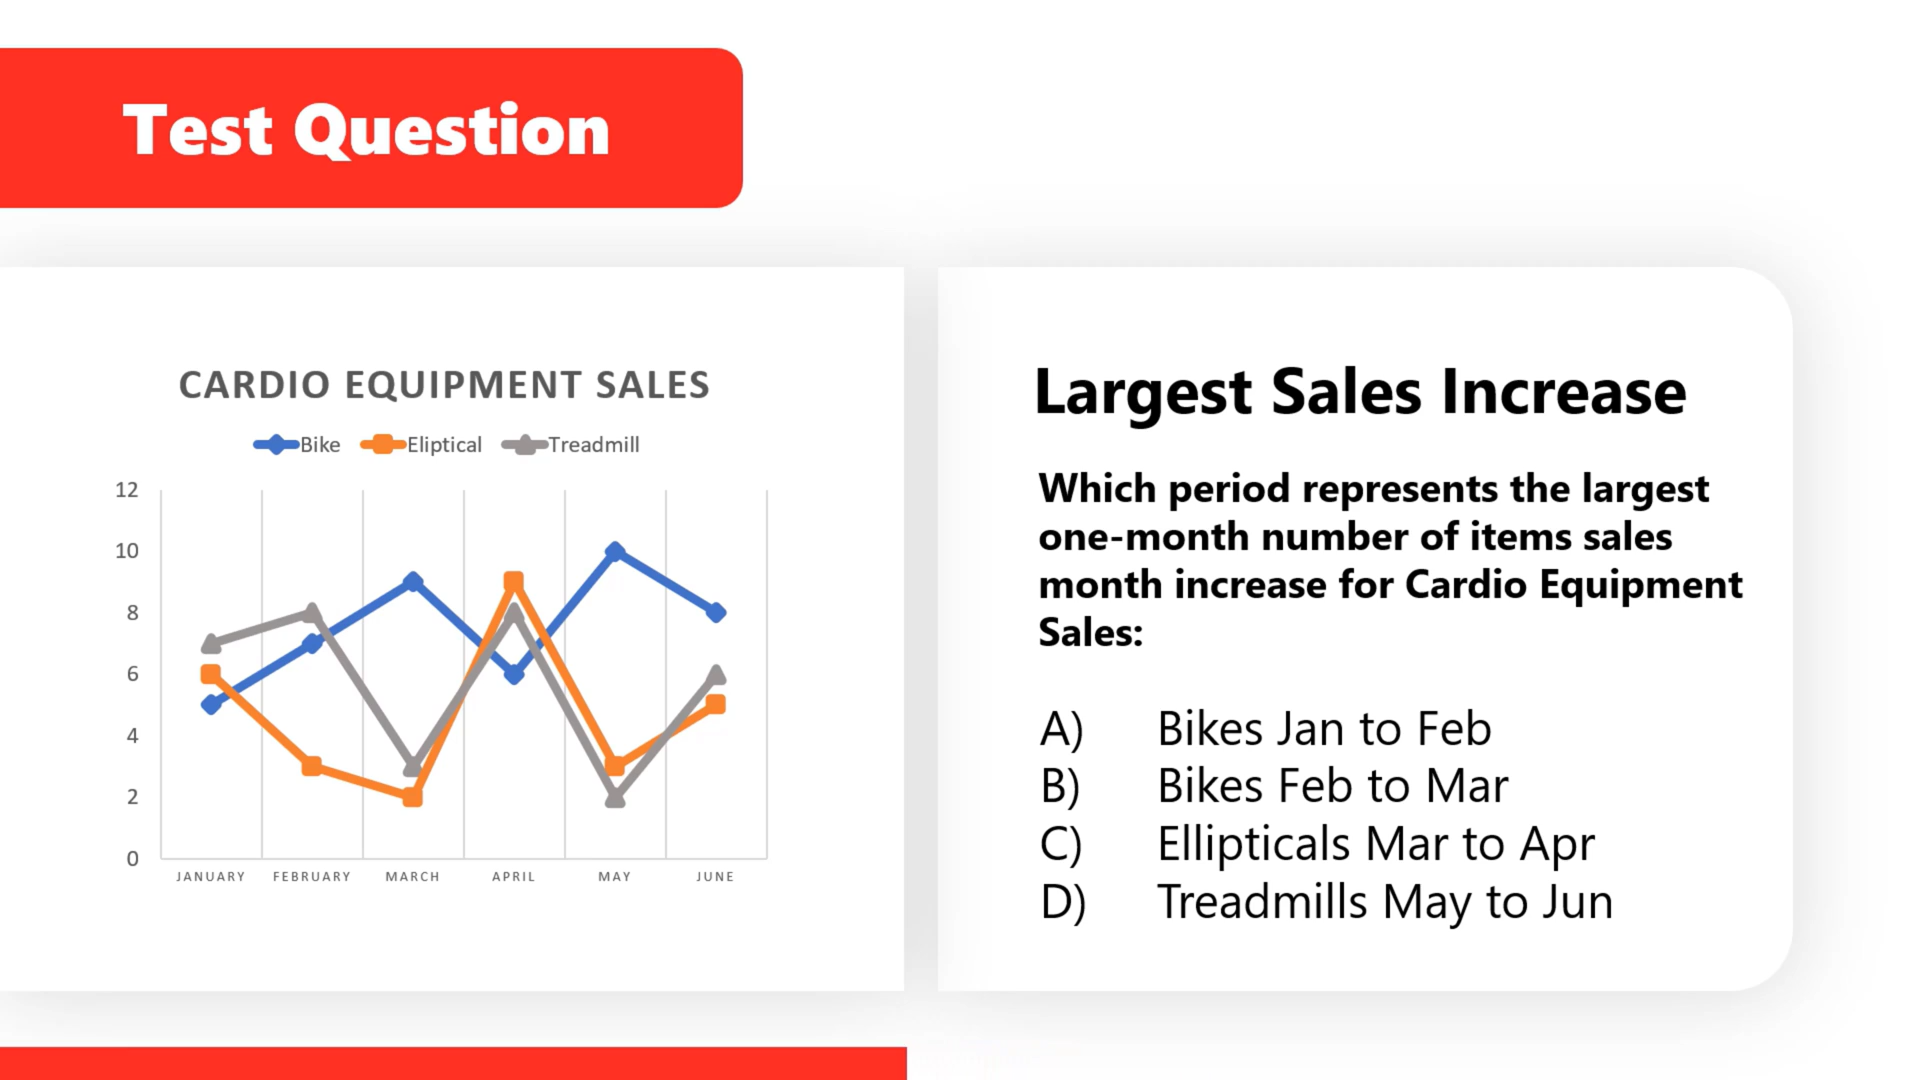 Test Question
CARDIO EQUIPMENT SALES
Bike Eliptical Treadmill
12
10
8
6
4
2
0
JANUARY FEBRUARY MARCH APRIL MAY JUNE
Largest Sales Increase
Which period represents the largest
one-month number of items sales
month increase for Cardio Equipment
Sales:
A) Bikes Jan to Feb
B) Bikes Feb to Mar
C) Ellipticals Mar to Apr
D) Treadmills May to Jun